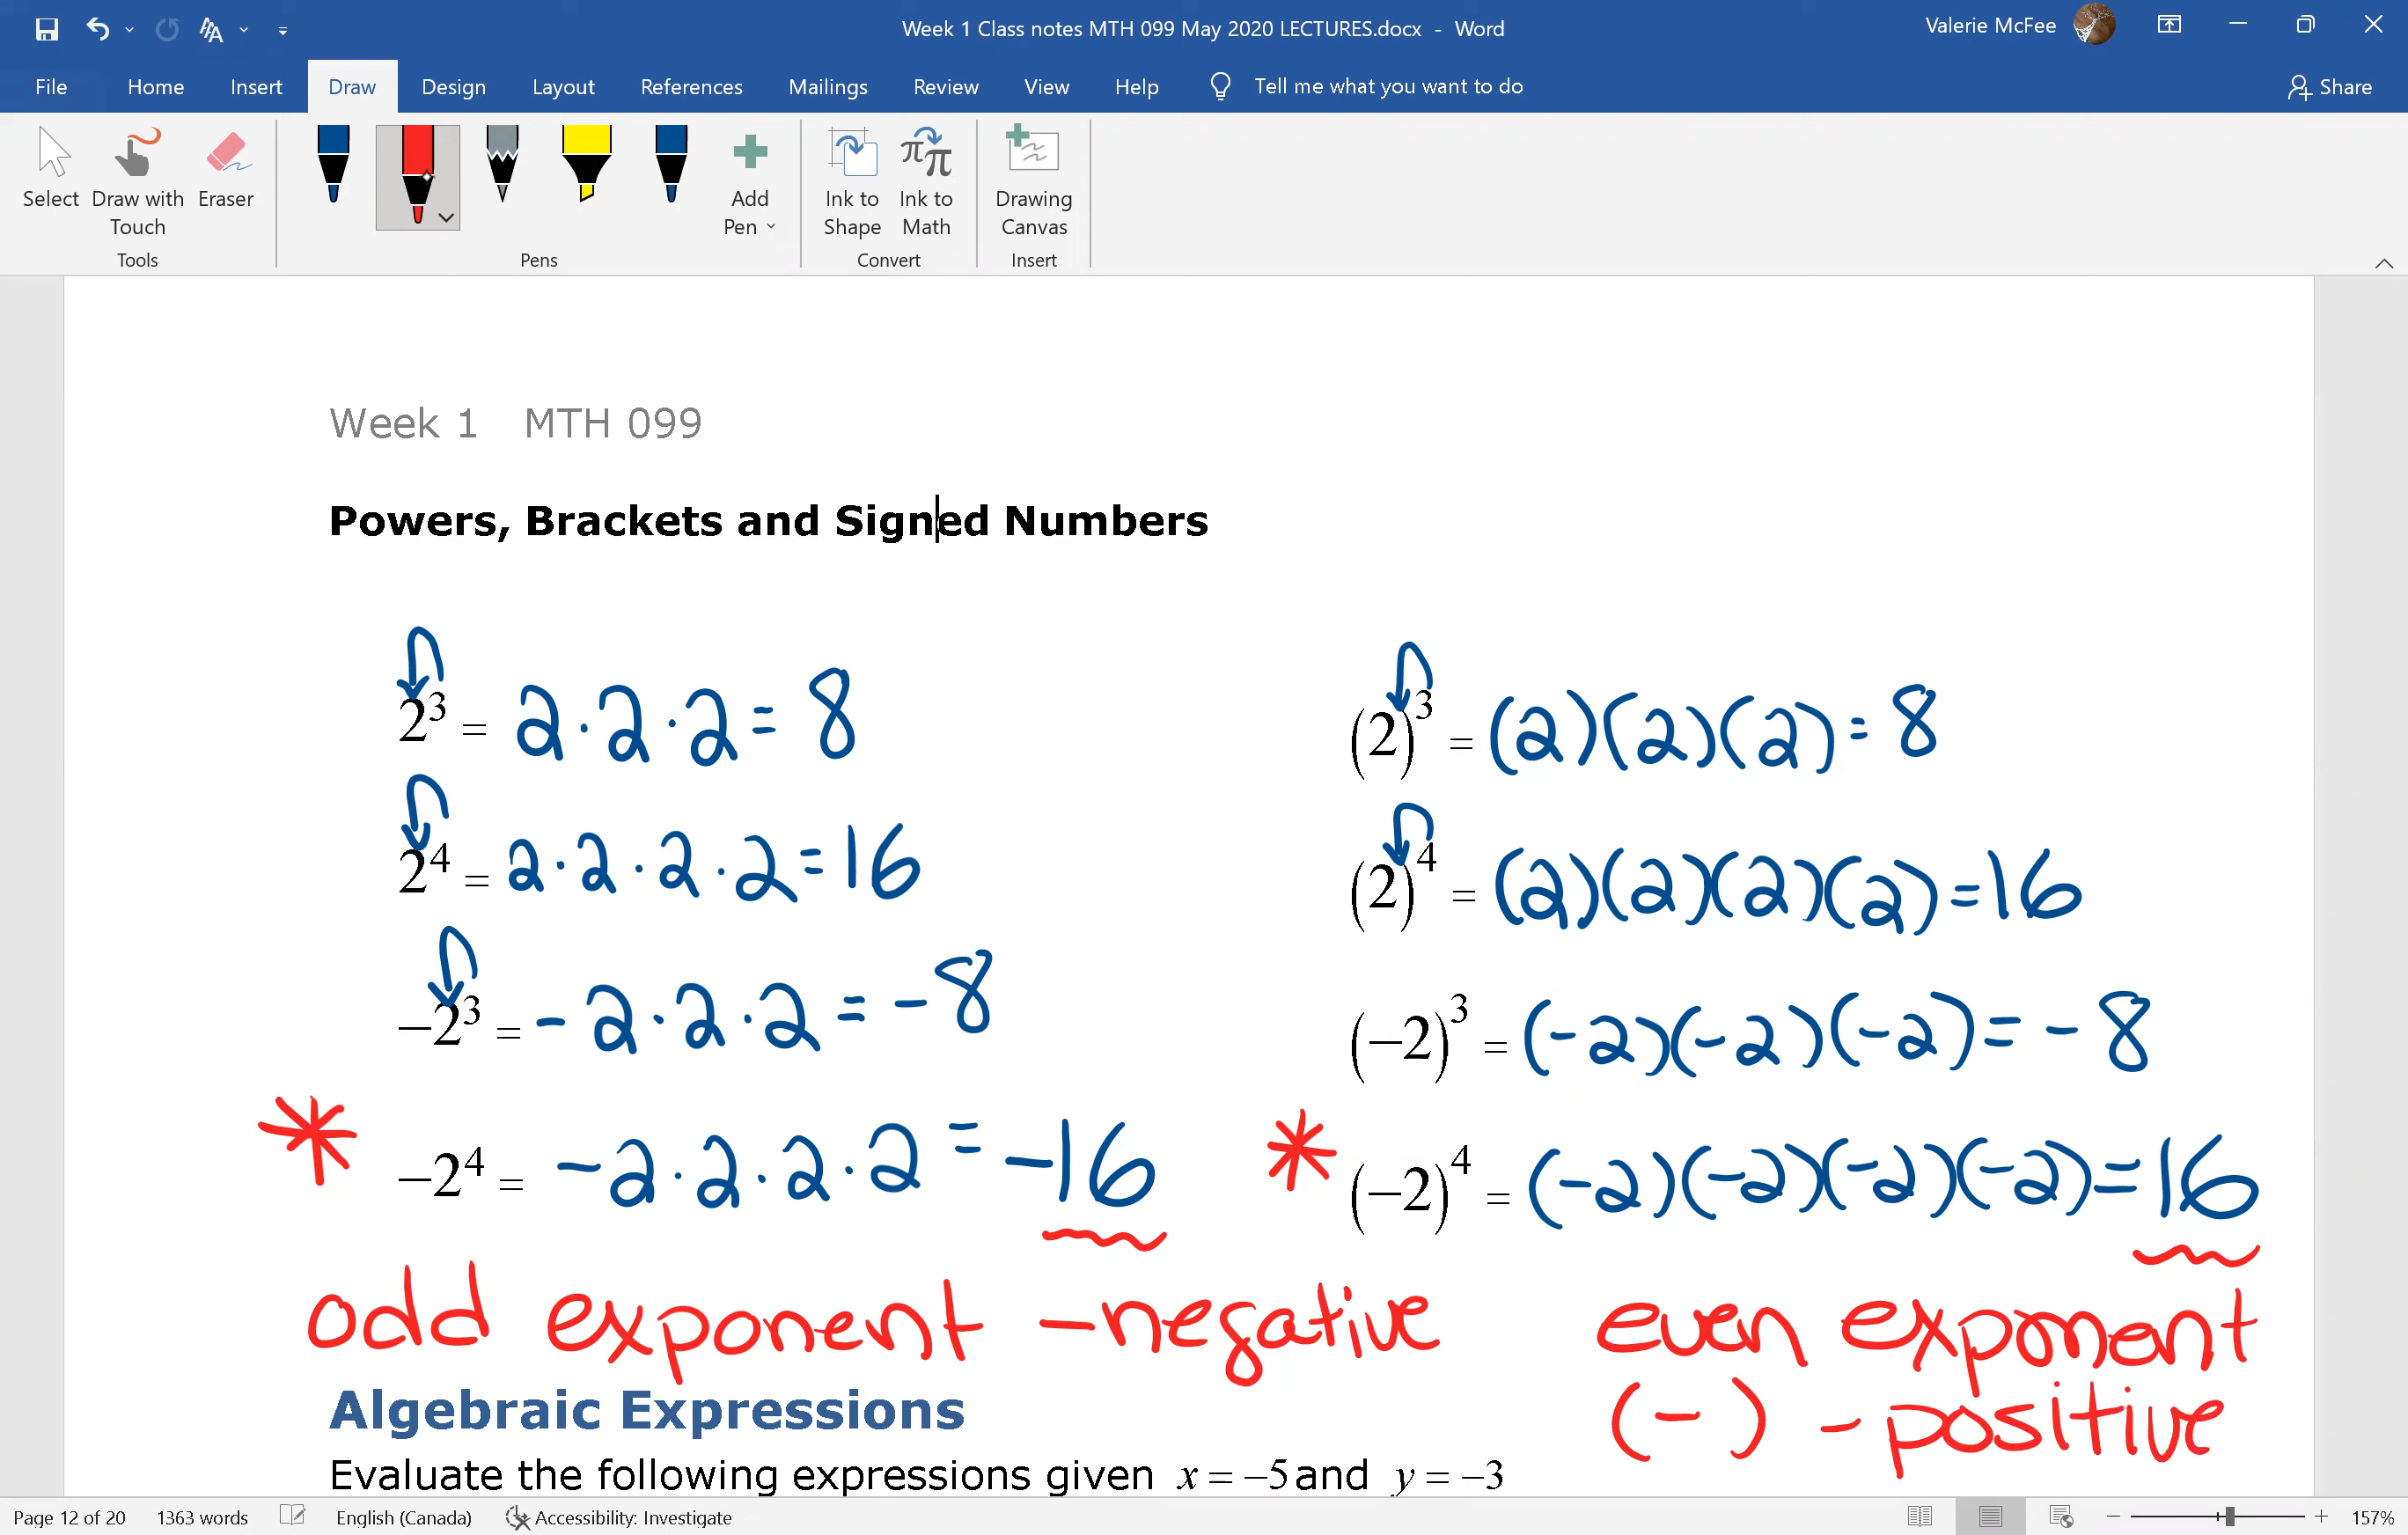 Week 1 Class notes MTH 099 May 2020 LECTURES.docx - Word
Valerie McFee
File Home Insert Draw Design Layout References Mailings Review View Help Tell me what you want to do Share
Select Draw with Touch Eraser Add Pen Ink to Shape Ink to Math Drawing Canvas
Tools Pens Convert Insert
Week 1 MTH 099
Powers, Brackets and Signed Numbers
2³ = 2·2·2 = 8
(2)³ = (2)(2)(2) = 8
2⁴ = 2·2·2·2 = 16
(2)⁴ = (2)(2)(2)(2) = 16
−2³ = -2·2·2 = -8
(−2)³ = (-2)(-2)(-2) = -8
* −2⁴ = -2·2·2·2 = -16
* (−2)⁴ = (-2)(-2)(-2)(-2) = 16
odd exponent - negative
even exponent
(-) - positive
Algebraic Expressions
Evaluate the following expressions given x = −5 and y = −3
Page 12 of 20 1363 words English (Canada) Accessibility: Investigate 157%